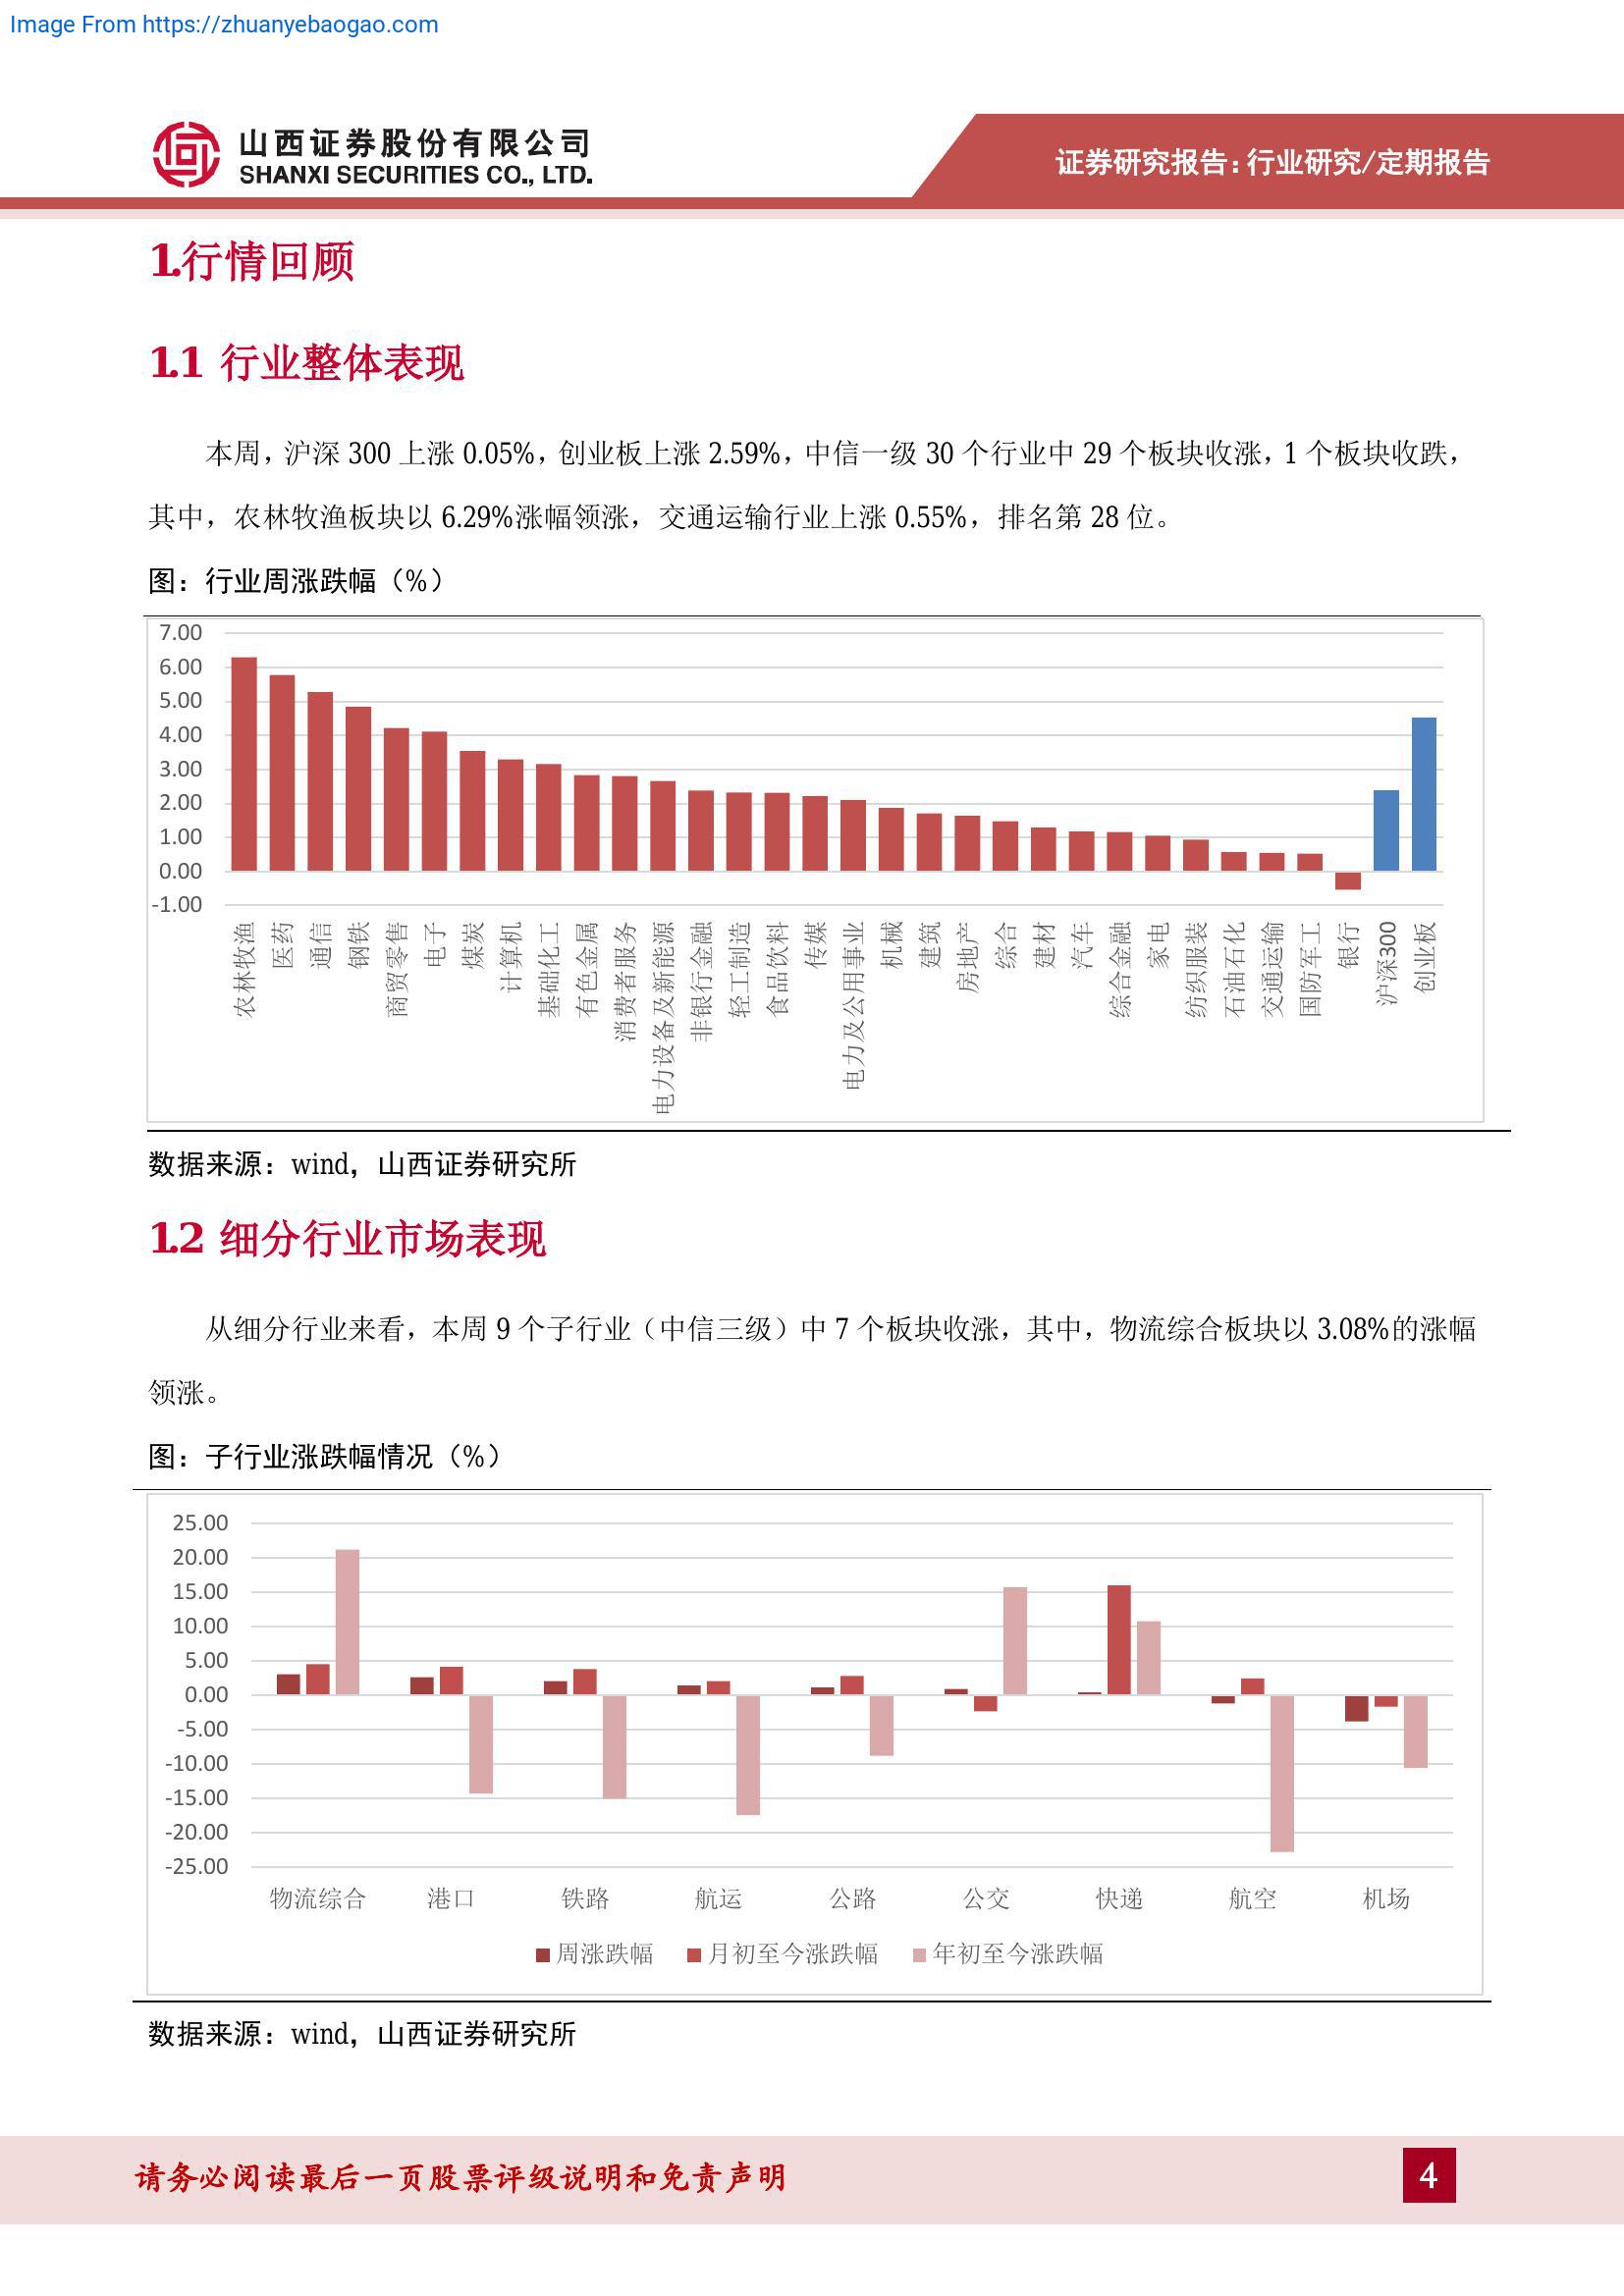 Image From https://zhuanyebaogao.com
山西证券股份有限公司
SHANXI SECURITIES CO., LTD.
证券研究报告：行业研究/定期报告
1.行情回顾
1.1 行业整体表现
本周，沪深 300 上涨 0.05%，创业板上涨 2.59%，中信一级 30 个行业中 29 个板块收涨，1 个板块收跌，
其中，农林牧渔板块以 6.29%涨幅领涨，交通运输行业上涨 0.55%，排名第 28 位。
图：行业周涨跌幅（%）
7.00
6.00
5.00
4.00
3.00
2.00
1.00
0.00
-1.00
农林牧渔
医药
通信
钢铁
商贸零售
电子
煤炭
计算机
基础化工
有色金属
消费者服务
电力设备及新能源
非银行金融
轻工制造
食品饮料
传媒
电力及公用事业
机械
建筑
房地产
综合
建材
汽车
综合金融
家电
纺织服装
石油石化
交通运输
国防军工
银行
沪深300
创业板
数据来源：wind，山西证券研究所
1.2 细分行业市场表现
从细分行业来看，本周 9 个子行业（中信三级）中 7 个板块收涨，其中，物流综合板块以 3.08%的涨幅
领涨。
图：子行业涨跌幅情况（%）
25.00
20.00
15.00
10.00
5.00
0.00
-5.00
-10.00
-15.00
-20.00
-25.00
物流综合 港口 铁路 航运 公路 公交 快递 航空 机场
周涨跌幅 月初至今涨跌幅 年初至今涨跌幅
数据来源：wind，山西证券研究所
请务必阅读最后一页股票评级说明和免责声明
4